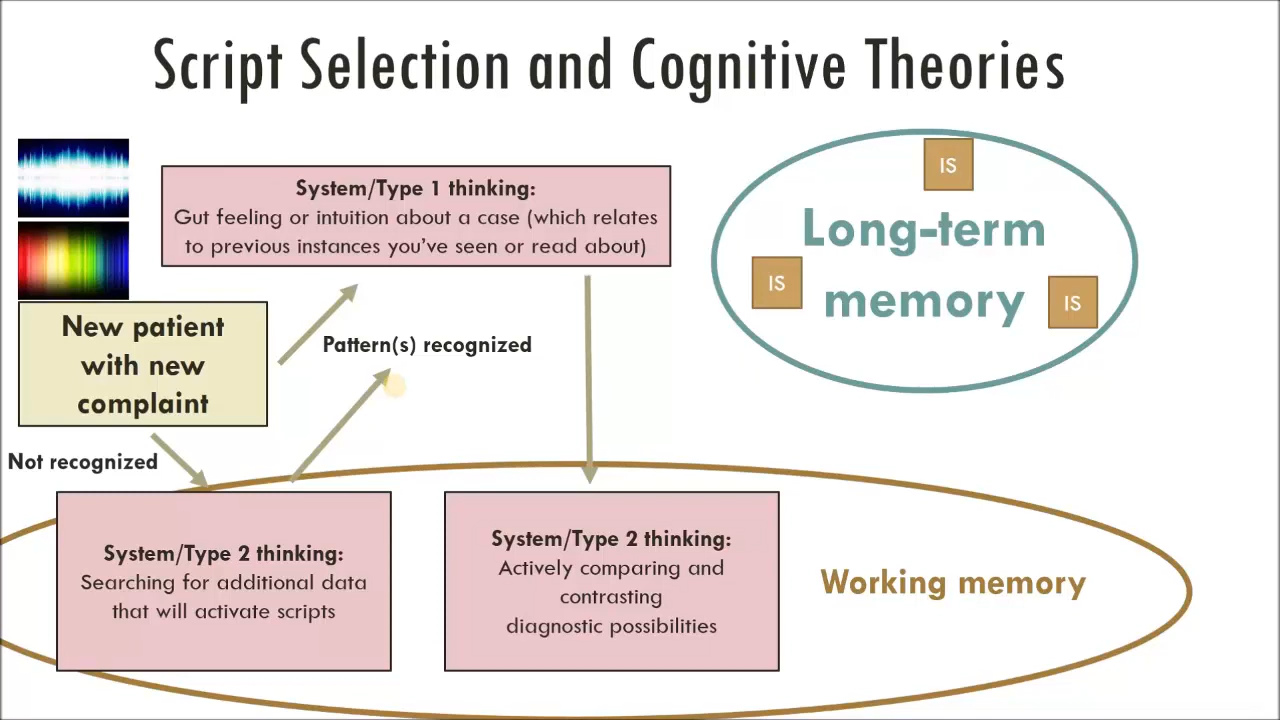 Script Selection and Cognitive Theories
System/Type 1 thinking:
Gut feeling or intuition about a case (which relates
to previous instances you've seen or read about)
IS
Long-term
memory
IS
IS
New patient
with new
complaint
Pattern(s) recognized
Not recognized
System/Type 2 thinking:
Searching for additional data
that will activate scripts
System/Type 2 thinking:
Actively comparing and
contrasting
diagnostic possibilities
Working memory